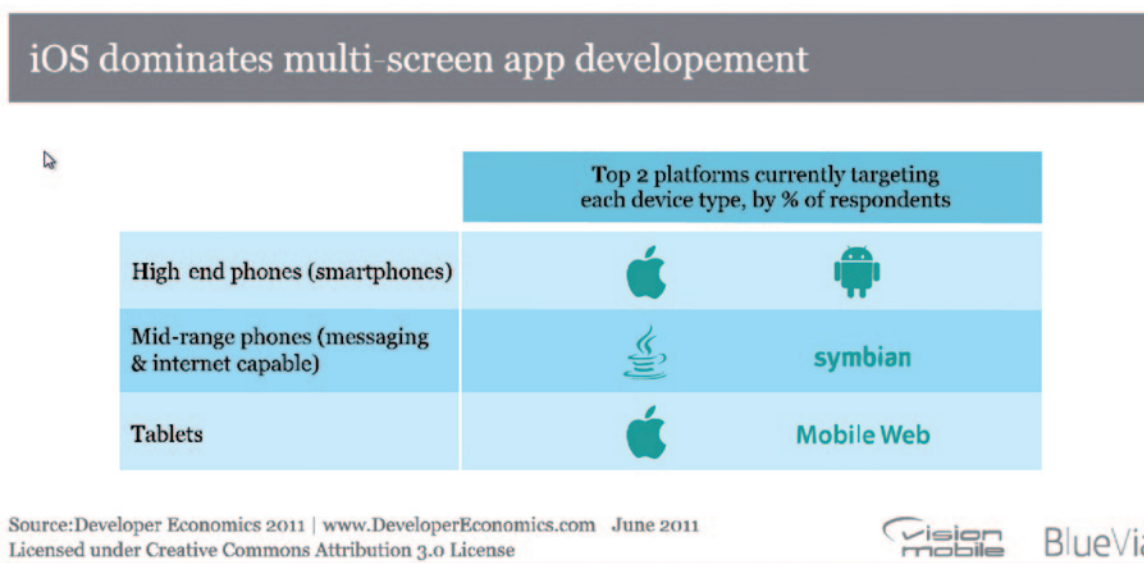 iOS dominates multi-screen app developement
Top 2 platforms currently targeting
each device type, by % of respondents
High end phones (smartphones)
Mid-range phones (messaging
& internet capable)
symbian
Tablets
Mobile Web
Source:Developer Economics 2011 | www.DeveloperEconomics.com June 2011
Licensed under Creative Commons Attribution 3.0 License
vision
mobile
BlueVia